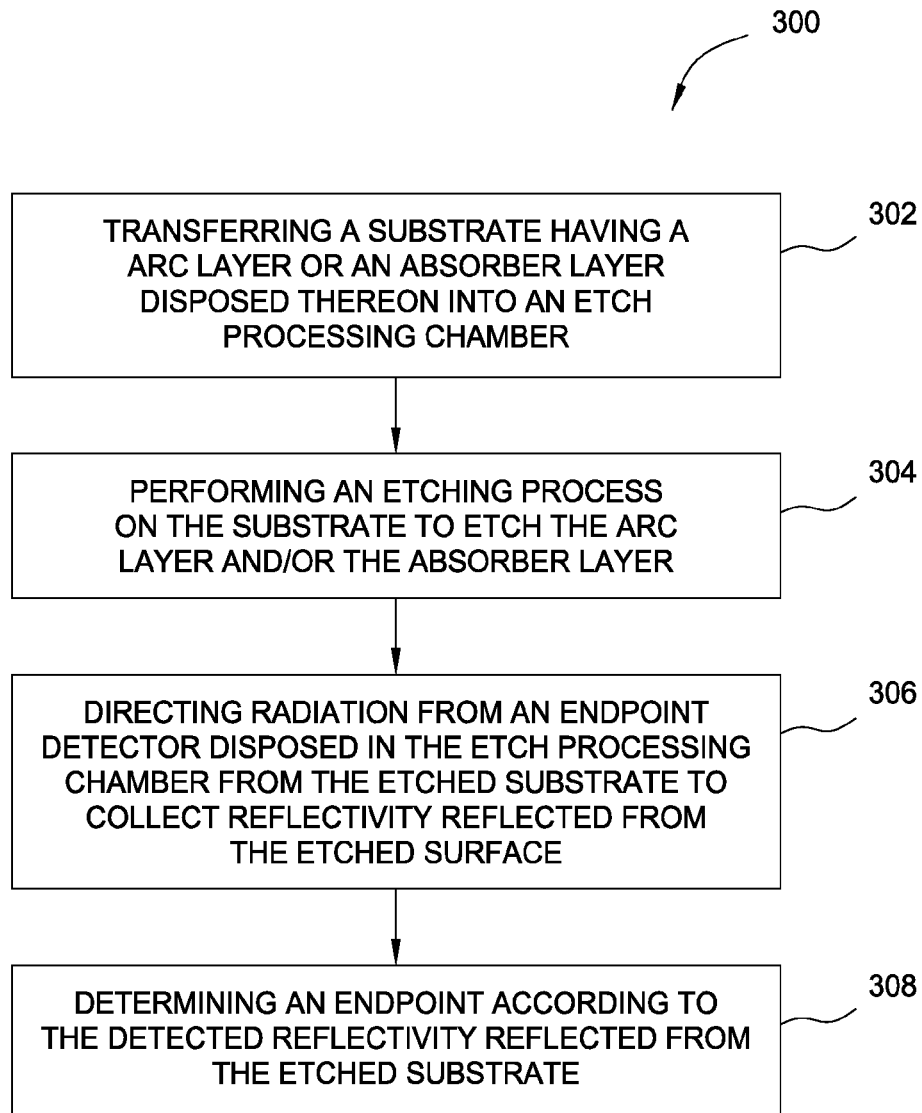 300
302
TRANSFERRING A SUBSTRATE HAVING A
ARC LAYER OR AN ABSORBER LAYER
DISPOSED THEREON INTO AN ETCH
PROCESSING CHAMBER
304
PERFORMING AN ETCHING PROCESS
ON THE SUBSTRATE TO ETCH THE ARC
LAYER AND/OR THE ABSORBER LAYER
306
DIRECTING RADIATION FROM AN ENDPOINT
DETECTOR DISPOSED IN THE ETCH PROCESSING
CHAMBER FROM THE ETCHED SUBSTRATE TO
COLLECT REFLECTIVITY REFLECTED FROM
THE ETCHED SURFACE
308
DETERMINING AN ENDPOINT ACCORDING TO
THE DETECTED REFLECTIVITY REFLECTED FROM
THE ETCHED SUBSTRATE